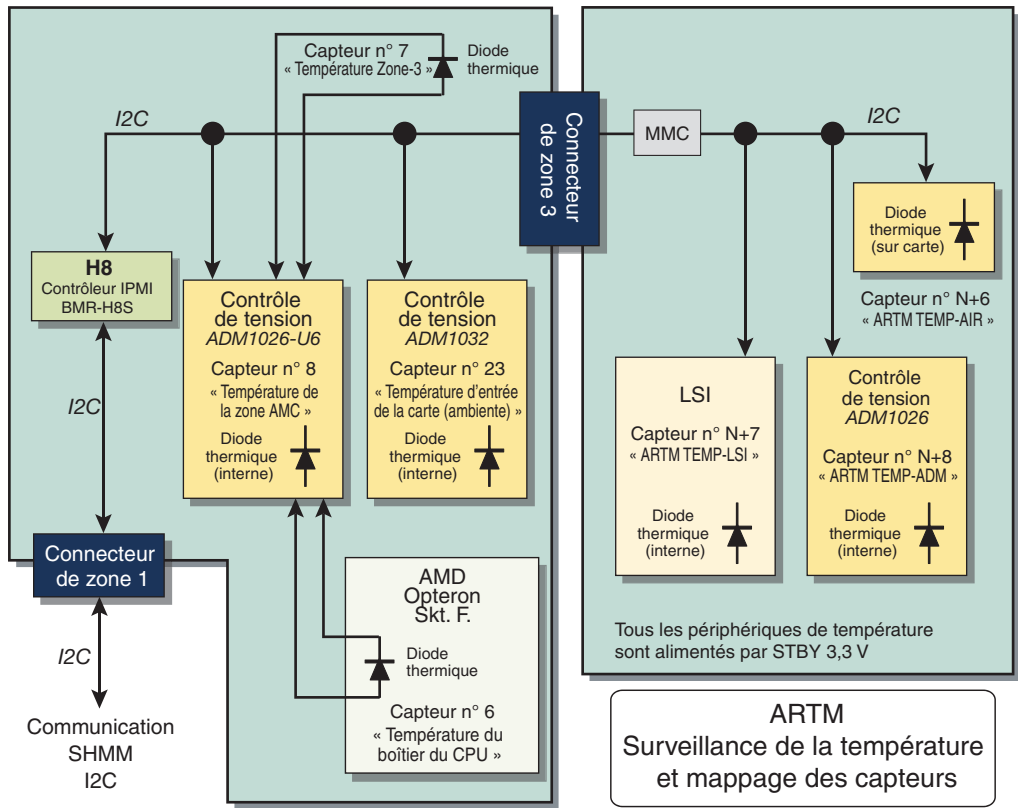 Capteur n° 7
« Température Zone-3 »
Diode
thermique
I2C
Connecteur
de zone 3
MMC
I2C
Diode
thermique
(sur carte)
Capteur n° N+6
« ARTM TEMP-AIR »
H8
Contrôleur IPMI
BMR-H8S
Contrôle
de tension
ADM1026-U6
Capteur n° 8
« Température de
la zone AMC »
Diode
thermique
(interne)
Contrôle
de tension
ADM1032
Capteur n° 23
« Température d'entrée
de la carte (ambiente) »
Diode
thermique
(interne)
LSI
Capteur n° N+7
« ARTM TEMP-LSI »
Diode
thermique
(interne)
Contrôle
de tension
ADM1026
Capteur n° N+8
« ARTM TEMP-ADM »
Diode
thermique
(interne)
I2C
Connecteur
de zone 1
I2C
Communication
SHMM
I2C
AMD
Opteron
Skt. F.
Diode
thermique
Capteur n° 6
« Température du
boîtier du CPU »
Tous les périphériques de température
sont alimentés par STBY 3,3 V
ARTM
Surveillance de la température
et mappage des capteurs